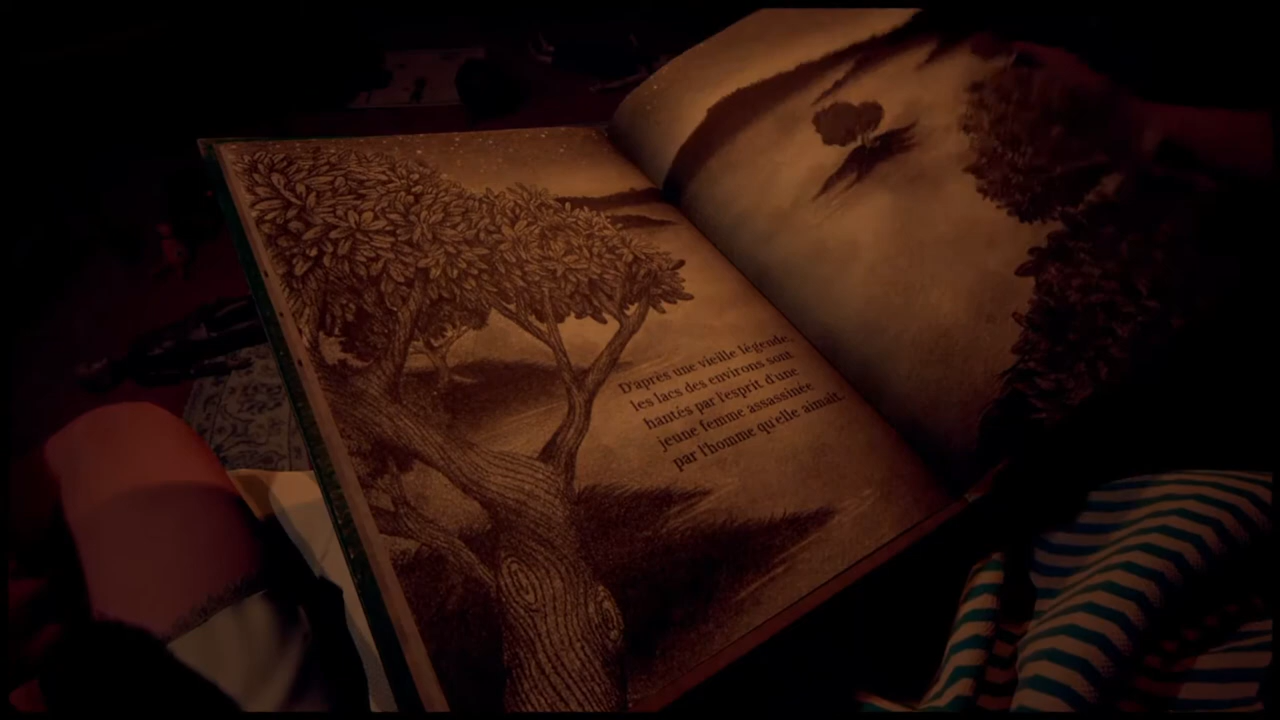 D'après une vieille légende,
les lacs des environs sont
hantés par l'esprit d'une
jeune femme assassinée
par l'homme qu'elle aimait.